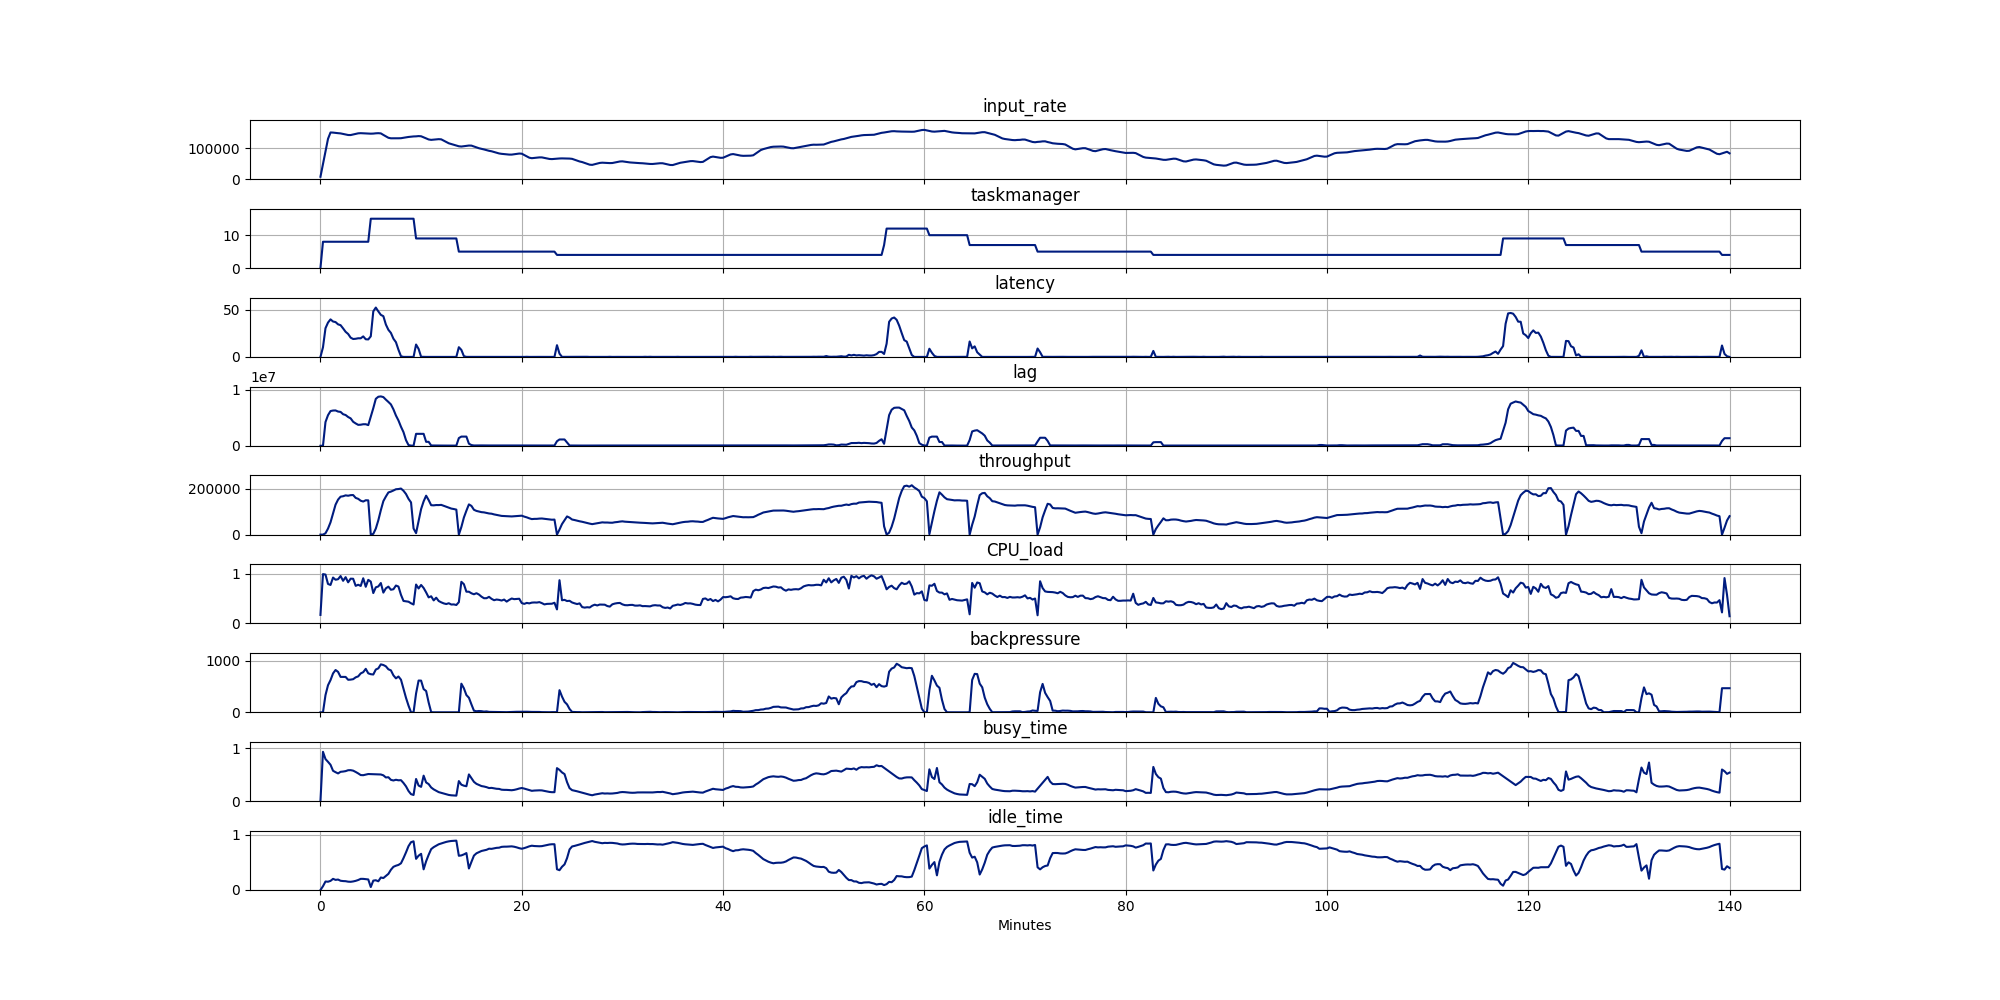 input_rate
100000
0
taskmanager
10
0
latency
50
0
1e7
lag
1
0
throughput
200000
0
CPU_load
1
0
backpressure
1000
0
busy_time
1
0
idle_time
1
0
0 20 40 60 80 100 120 140
Minutes